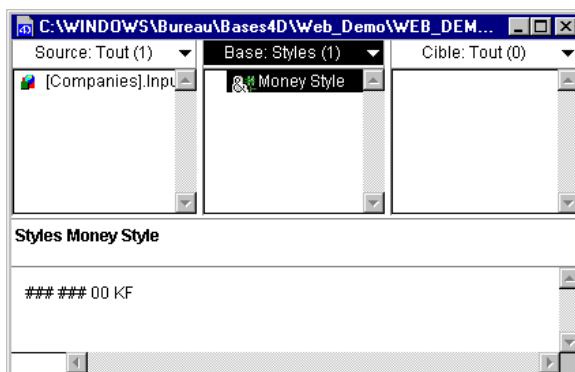 C:\WINDOWS\Bureau\Bases4D\Web_Demo\WEB_DEM...
Source: Tout (1)
Base: Styles (1)
Cible: Tout (0)
[Companies].Inpu
Money Style
Styles Money Style
### ### 00 KF